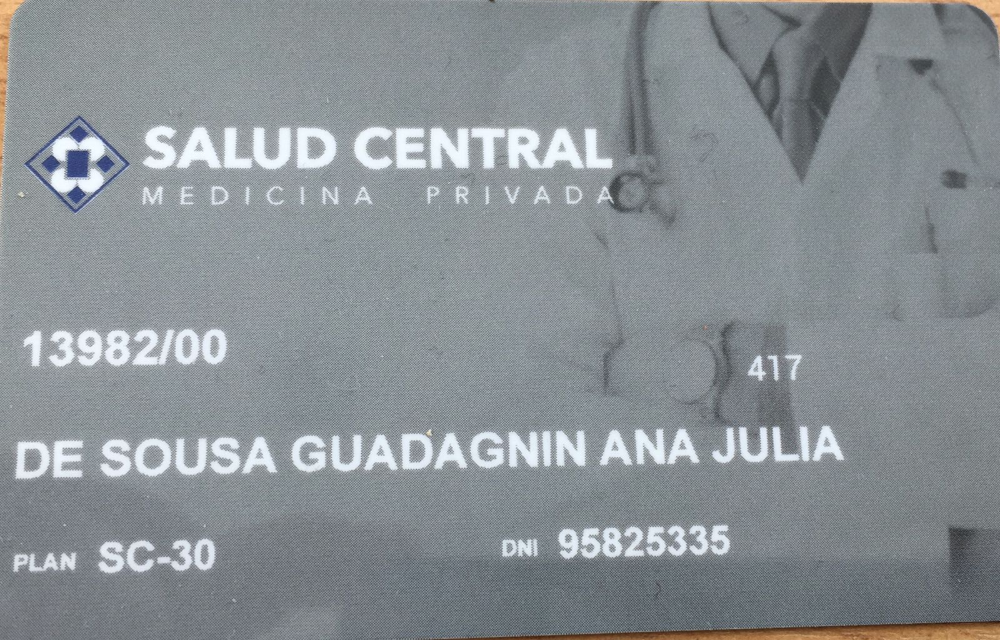 SALUD CENTRAL
MEDICINA PRIVADA
13982/00
417
DE SOUSA GUADAGNIN ANA JULIA
PLAN SC-30
DNI 95825335